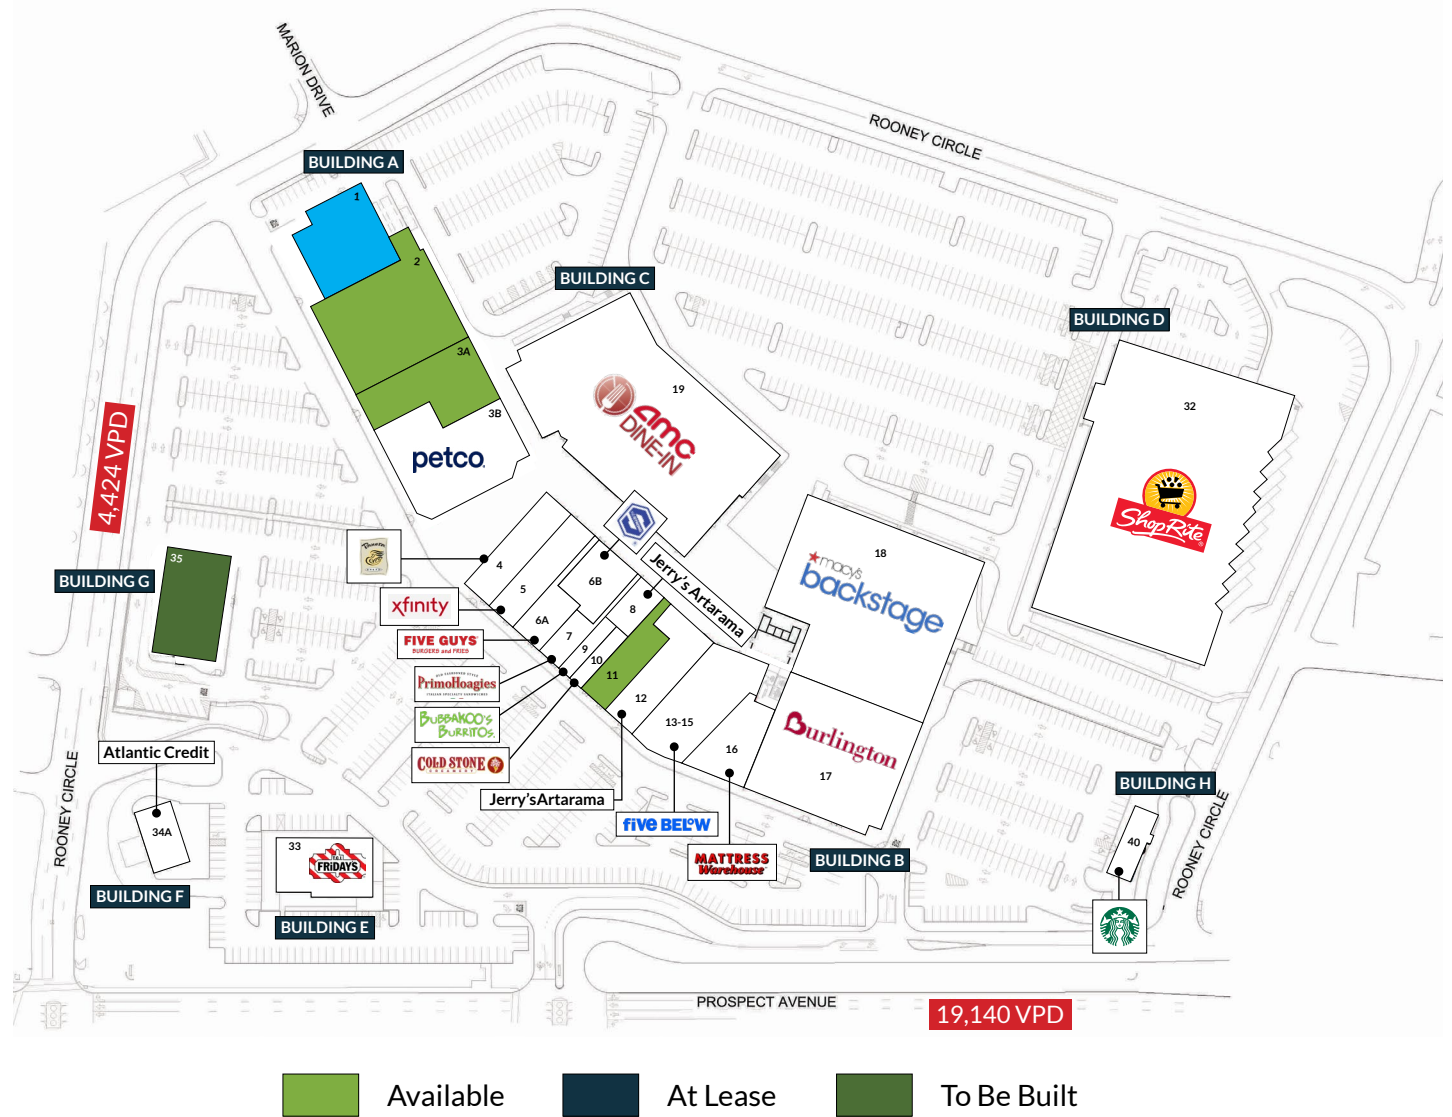 MARION DRIVE
ROONEY CIRCLE
BUILDING A
1
2
3A
3B
petco
BUILDING C
19
amc
DINE-IN
BUILDING D
32
ShopRite
4,424 VPD
35
BUILDING G
4
5
6A
6B
7
8
9
10
11
12
13-15
16
xfinity
FIVE GUYS
BURGERS and FRIES
PrimoHoagies
BUBBAKOO'S
BURRITOS
COLD STONE
CREAMERY
Jerry's Artarama
Jerry'sArtarama
18
macy's
backstage
Burlington
17
five BEL°W
MATTRESS
Warehouse
BUILDING B
Atlantic Credit
34A
BUILDING F
ROONEY CIRCLE
33
FRiDAYS
BUILDING E
BUILDING H
40
ROONEY CIRCLE
PROSPECT AVENUE
19,140 VPD
Available
At Lease
To Be Built